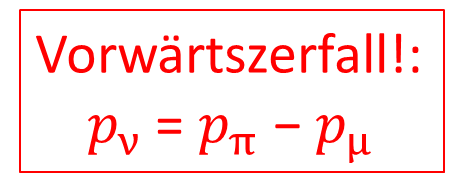 Vorwärtszerfall!:
pν = pπ − pμ